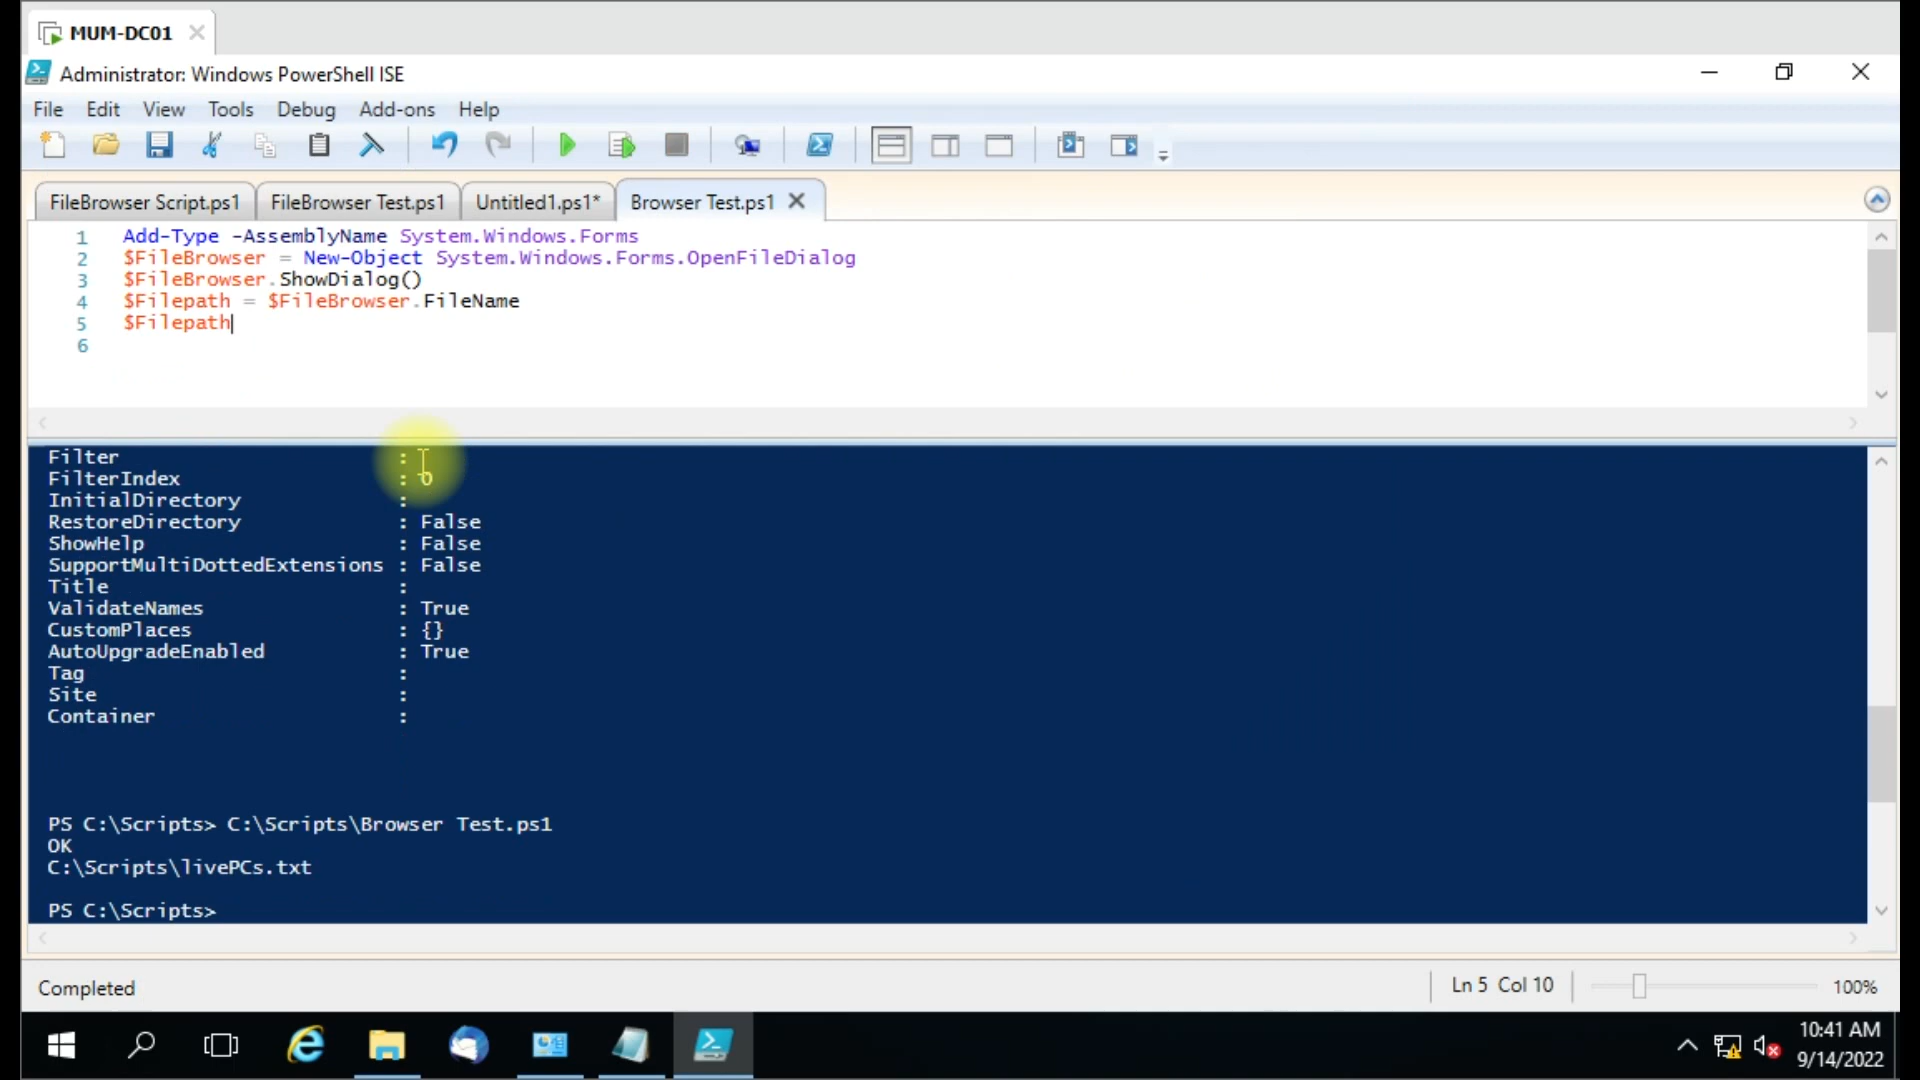 MUM-DC01
Administrator: Windows PowerShell ISE
File Edit View Tools Debug Add-ons Help
FileBrowser Script.ps1 FileBrowser Test.ps1 Untitled1.ps1* Browser Test.ps1
1 Add-Type -AssemblyName System.Windows.Forms
2 $FileBrowser = New-Object System.Windows.Forms.OpenFileDialog
3 $FileBrowser.ShowDialog()
4 $Filepath = $FileBrowser.FileName
5 $Filepath
6
Filter :
FilterIndex : 0
InitialDirectory :
RestoreDirectory : False
ShowHelp : False
SupportMultiDottedExtensions : False
Title :
ValidateNames : True
CustomPlaces : {}
AutoUpgradeEnabled : True
Tag :
Site :
Container :
PS C:\Scripts> C:\Scripts\Browser Test.ps1
OK
C:\Scripts\livePCs.txt
PS C:\Scripts>
Completed Ln 5 Col 10 100%
10:41 AM
9/14/2022